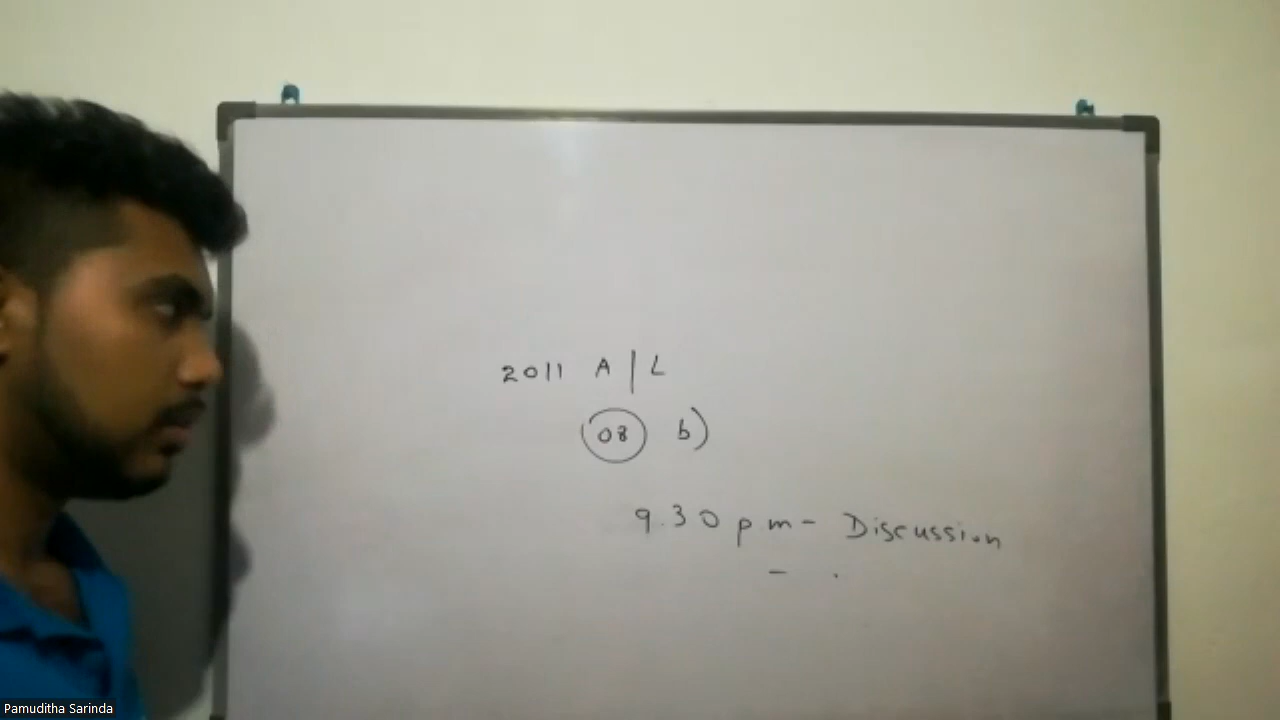 2011 A|L
08 b)
9.30 pm - Discussion
- .
Pamuditha Sarinda